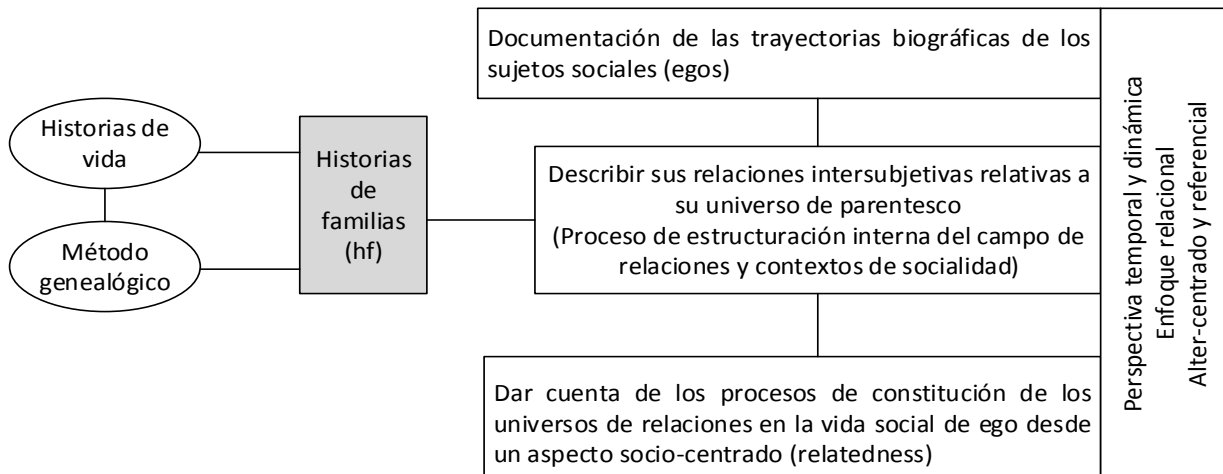 Historias de
vida
Método
genealógico
Historias
de
familias
(hf)
Documentación de las trayectorias biográficas de los
sujetos sociales (egos)
Describir sus relaciones intersubjetivas relativas a
su universo de parentesco
(Proceso de estructuración interna del campo de
relaciones y contextos de socialidad)
Dar cuenta de los procesos de constitución de los
universos de relaciones en la vida social de ego desde
un aspecto socio-centrado (relatedness)
Perspectiva temporal y dinámica
Enfoque relacional
Alter-centrado y referencial